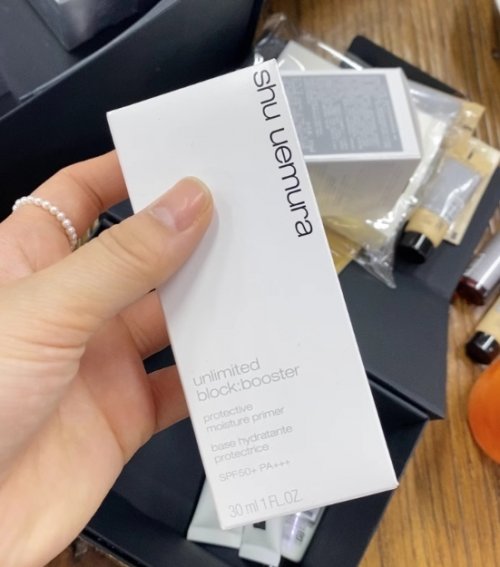 shu uemura
unlimited
block:booster
protective
moisture primer
base hydratante
protectrice
SPF50+ PA+++
30 ml 1 FL.OZ.